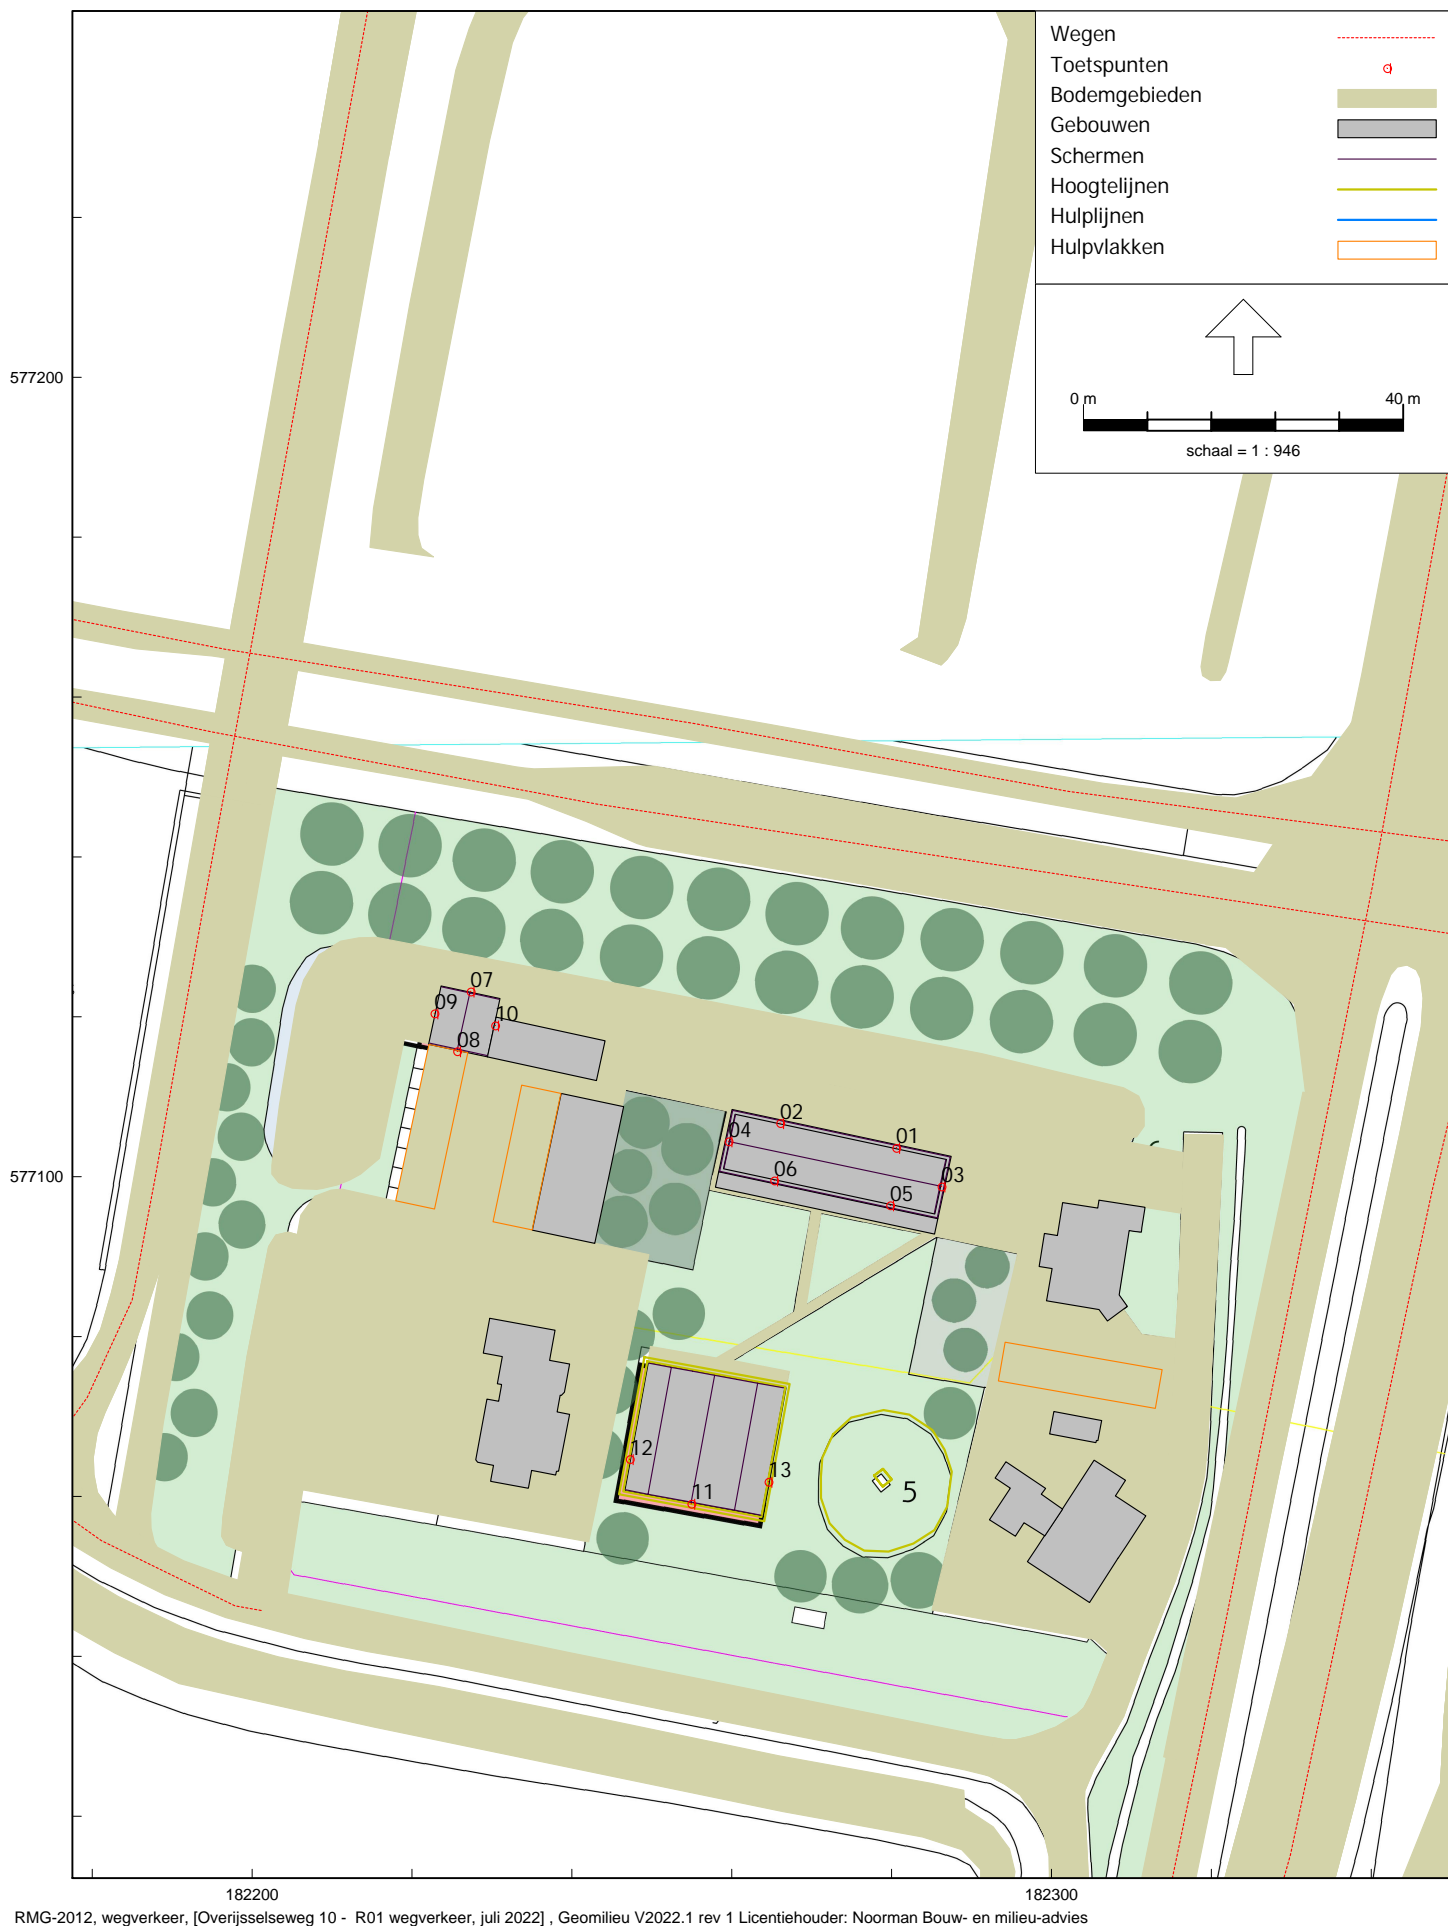 Wegen
Toetspunten
Bodemgebieden
Gebouwen
Schermen
Hoogtelijnen
Hulplijnen
Hulpvlakken
0 m 40 m
schaal = 1 : 946
577200
07
09
10
08
02
01
04
06
03
05
577100
12
13
11
5
182200 182300
RMG-2012, wegverkeer, [Overijsselseweg 10 - R01 wegverkeer, juli 2022] , Geomilieu V2022.1 rev 1 Licentiehouder: Noorman Bouw- en milieu-advies